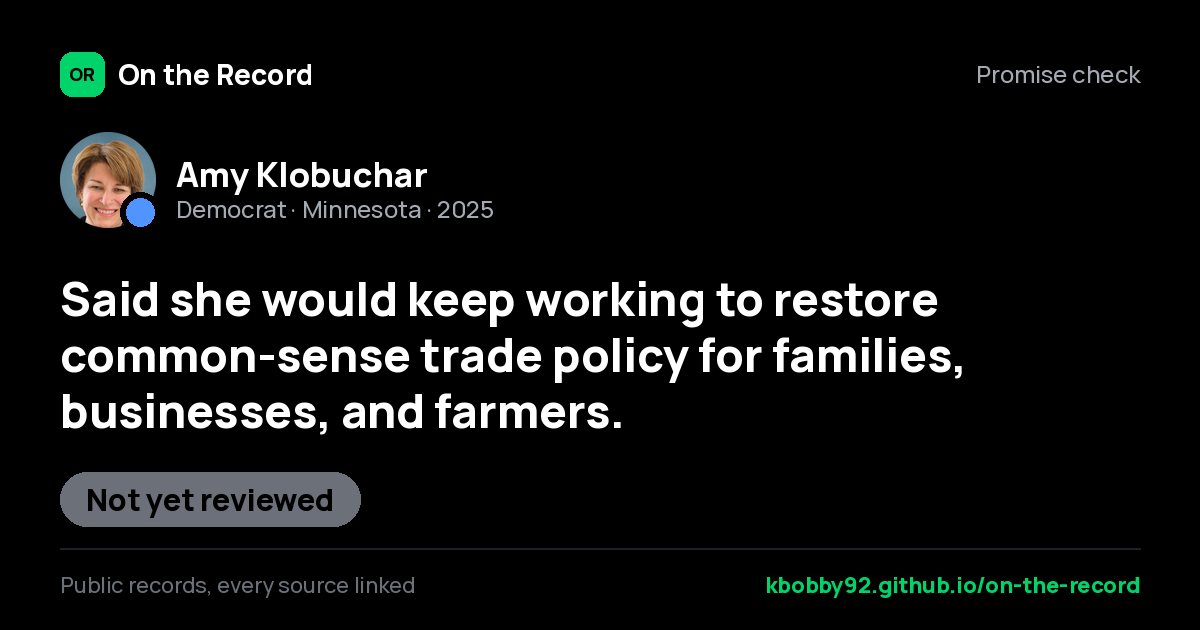 OR On the Record
Promise check
Amy Klobuchar
Democrat · Minnesota · 2025
Said she would keep working to restore
common-sense trade policy for families,
businesses, and farmers.
Not yet reviewed
Public records, every source linked
kbobby92.github.io/on-the-record